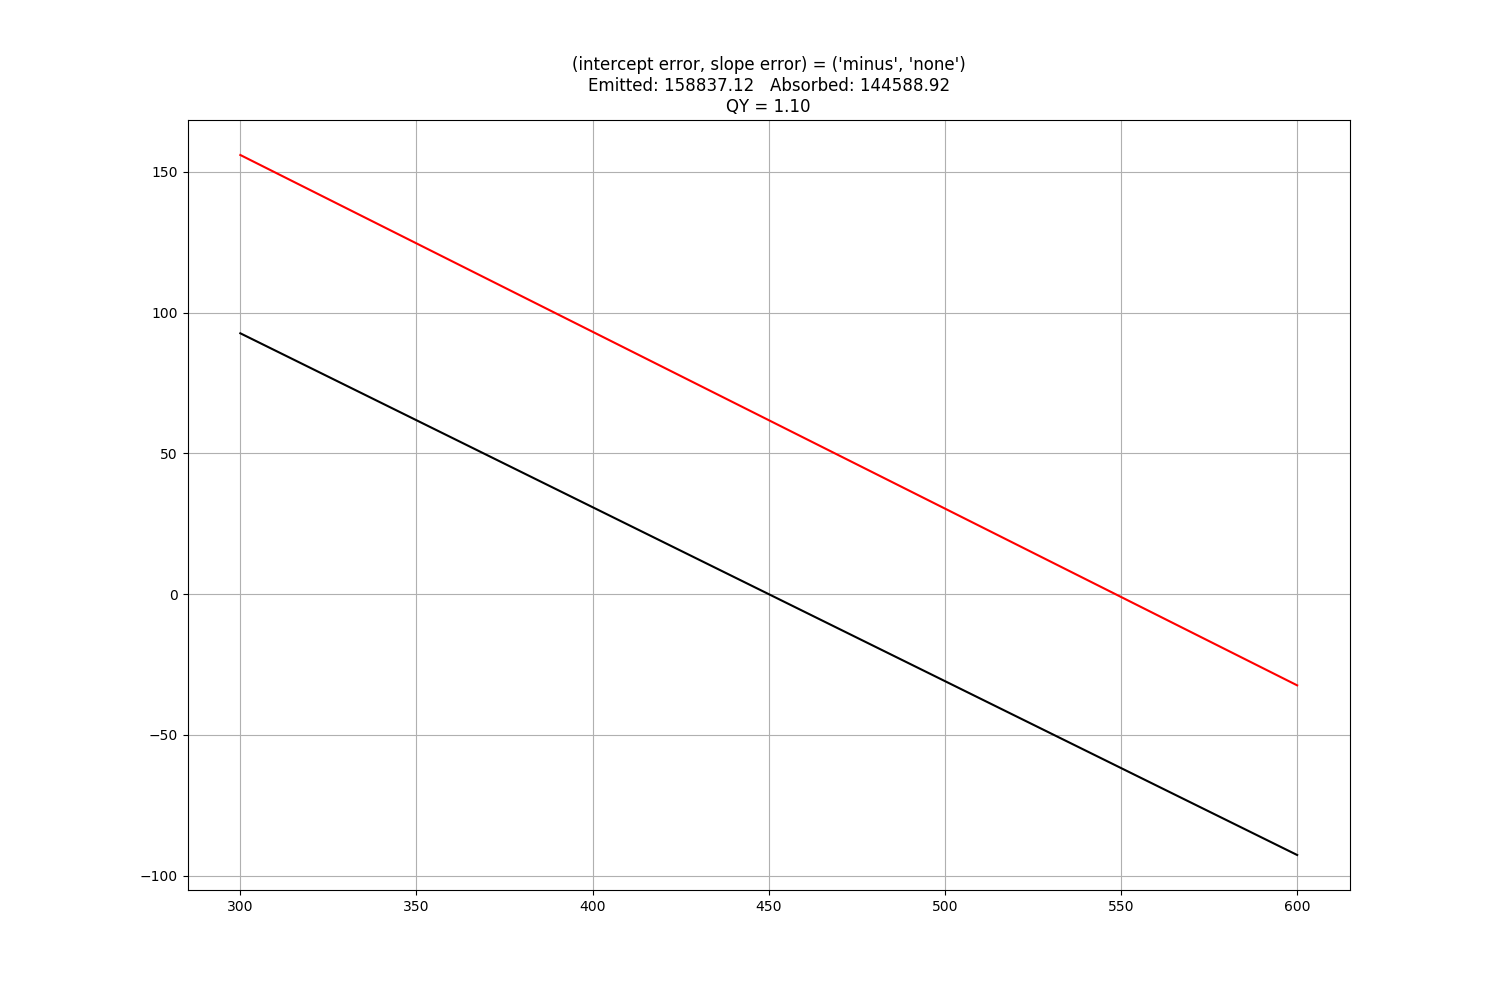 (intercept error, slope error) = ('minus', 'none')
Emitted: 158837.12   Absorbed: 144588.92
QY = 1.10
150
100
50
0
−50
−100
300 350 400 450 500 550 600